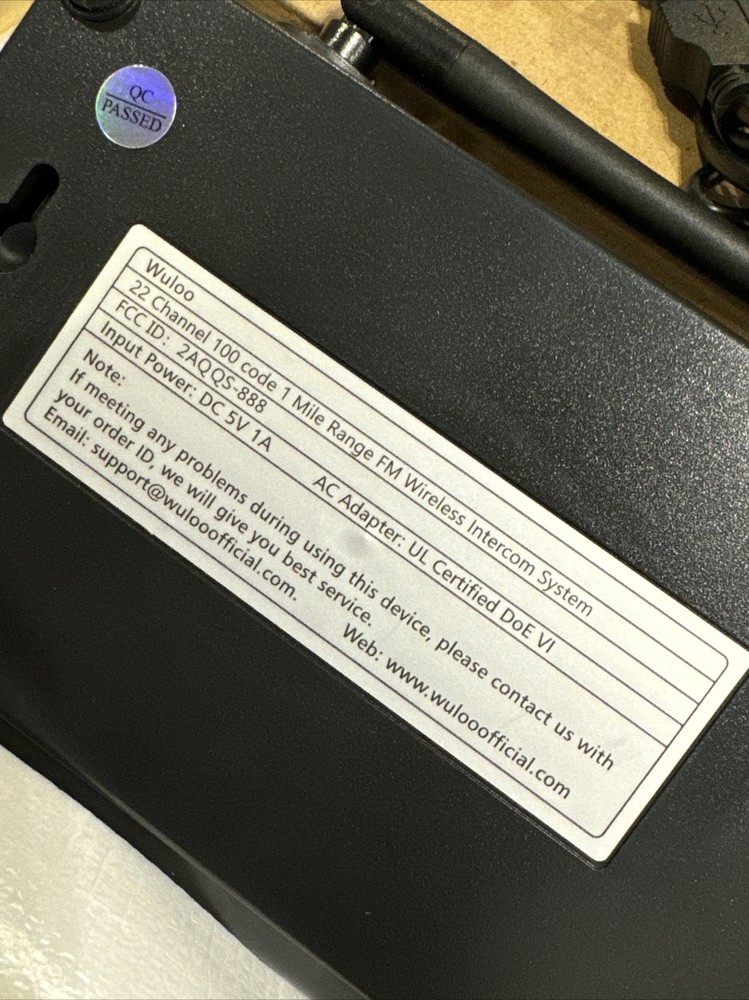 QC
PASSED
Wuloo
22 Channel 100 code 1 Mile Range FM Wireless Intercom System
FCC ID: 2AQQS-888
Input Power: DC 5V 1A AC Adapter: UL Certified DoE VI
Note:
If meeting any problems during using this device, please contact us with
your order ID, we will give you best service.
Email: support@wulooofficial.com. Web: www.wulooofficial.com